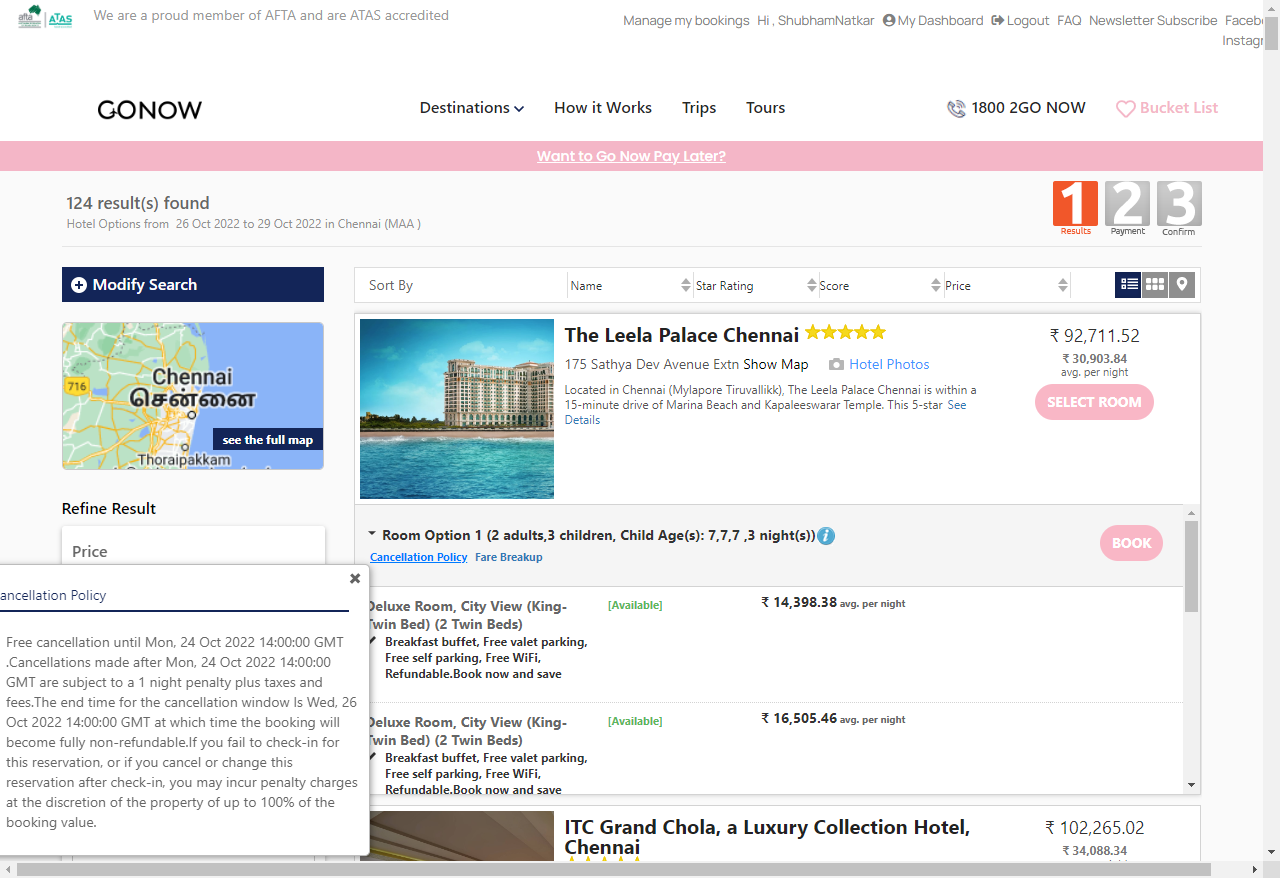 afta ATAS
We are a proud member of AFTA and are ATAS accredited
Manage my bookings Hi , ShubhamNatkar My Dashboard Logout FAQ Newsletter Subscribe Faceb
Instag
GONOW
Destinations How it Works Trips Tours
1800 2GO NOW Bucket List
Want to Go Now Pay Later?
124 result(s) found
Hotel Options from 26 Oct 2022 to 29 Oct 2022 in Chennai (MAA )
1 2 3
Results Payment Confirm
Modify Search
Sort By Name Star Rating Score Price
716
Chennai
சென்னை
see the full map
Thoraipakkam
Refine Result
Price
The Leela Palace Chennai
175 Sathya Dev Avenue Extn Show Map Hotel Photos
Located in Chennai (Mylapore Tiruvallikk), The Leela Palace Chennai is within a
15-minute drive of Marina Beach and Kapaleeswarar Temple. This 5-star See
Details
₹ 92,711.52
₹ 30,903.84
avg. per night
SELECT ROOM
Room Option 1 (2 adults,3 children, Child Age(s): 7,7,7 ,3 night(s))
Cancellation Policy Fare Breakup
BOOK
Deluxe Room, City View (King-
Twin Bed) (2 Twin Beds)
Breakfast buffet, Free valet parking,
Free self parking, Free WiFi,
Refundable.Book now and save
[Available]
₹ 14,398.38 avg. per night
Deluxe Room, City View (King-
Twin Bed) (2 Twin Beds)
Breakfast buffet, Free valet parking,
Free self parking, Free WiFi,
Refundable.Book now and save
[Available]
₹ 16,505.46 avg. per night
ancellation Policy
Free cancellation until Mon, 24 Oct 2022 14:00:00 GMT
.Cancellations made after Mon, 24 Oct 2022 14:00:00
GMT are subject to a 1 night penalty plus taxes and
fees.The end time for the cancellation window Is Wed, 26
Oct 2022 14:00:00 GMT at which time the booking will
become fully non-refundable.If you fail to check-in for
this reservation, or if you cancel or change this
reservation after check-in, you may incur penalty charges
at the discretion of the property of up to 100% of the
booking value.
ITC Grand Chola, a Luxury Collection Hotel,
Chennai
₹ 102,265.02
₹ 34,088.34